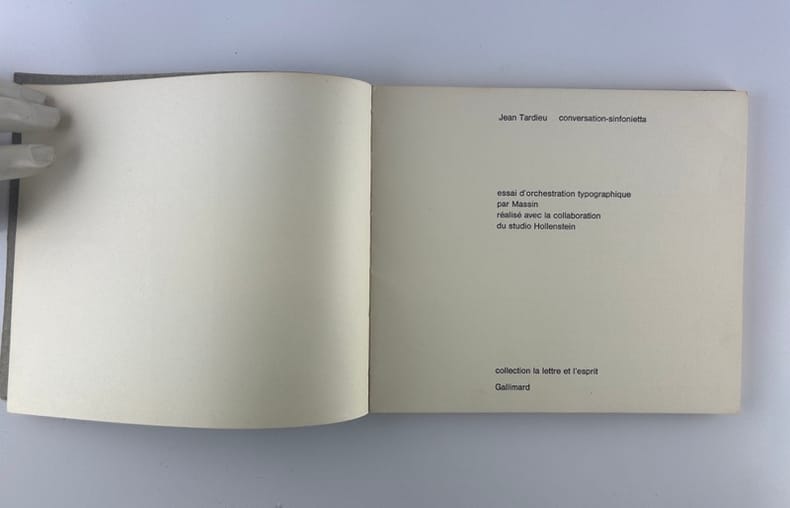 Jean Tardieu conversation-sinfonietta
essai d'orchestration typographique
par Massin
réalisé avec la collaboration
du studio Hollenstein
collection la lettre et l'esprit
Gallimard